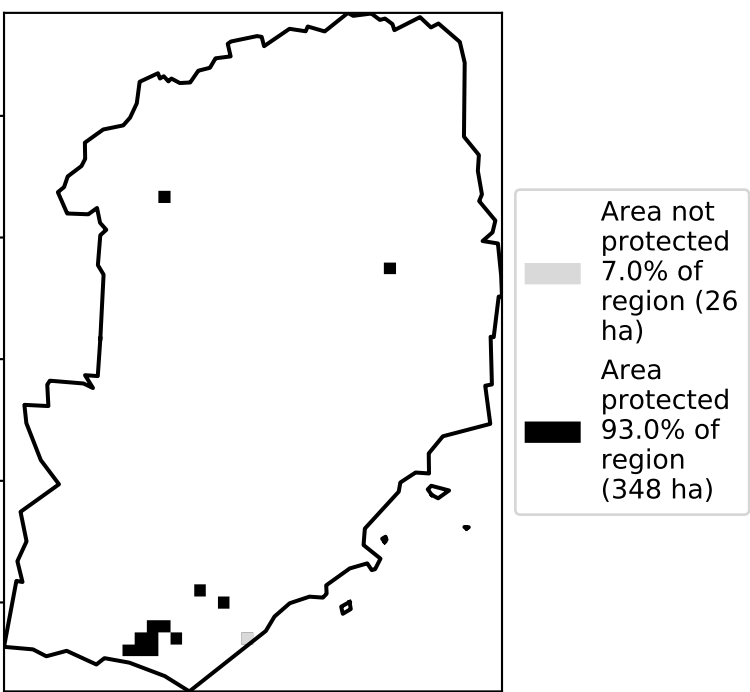 Area not
protected
7.0% of
region (26
ha)
Area
protected
93.0% of
region
(348 ha)